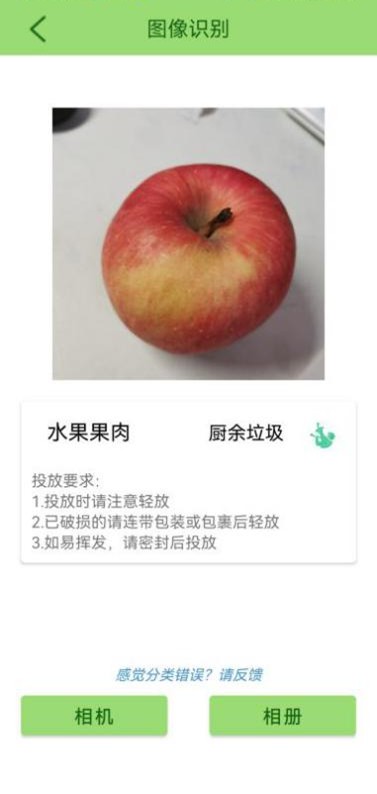 图像识别
水果果肉 厨余垃圾
投放要求:
1.投放时请注意轻放
2.已破损的请连带包装或包裹后轻放
3.如易挥发，请密封后投放
感觉分类错误？请反馈
相机 相册